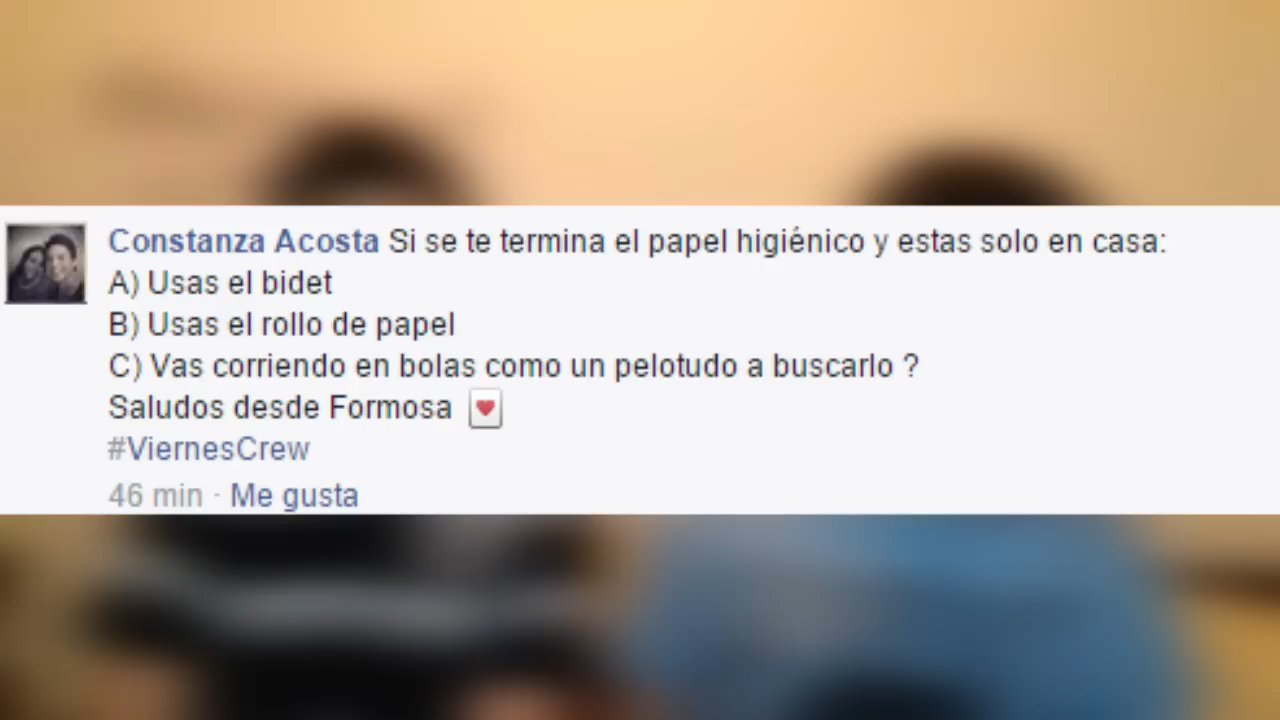 Constanza Acosta Si se te termina el papel higiénico y estas solo en casa:
A) Usas el bidet
B) Usas el rollo de papel
C) Vas corriendo en bolas como un pelotudo a buscarlo ?
Saludos desde Formosa
#ViernesCrew
46 min · Me gusta